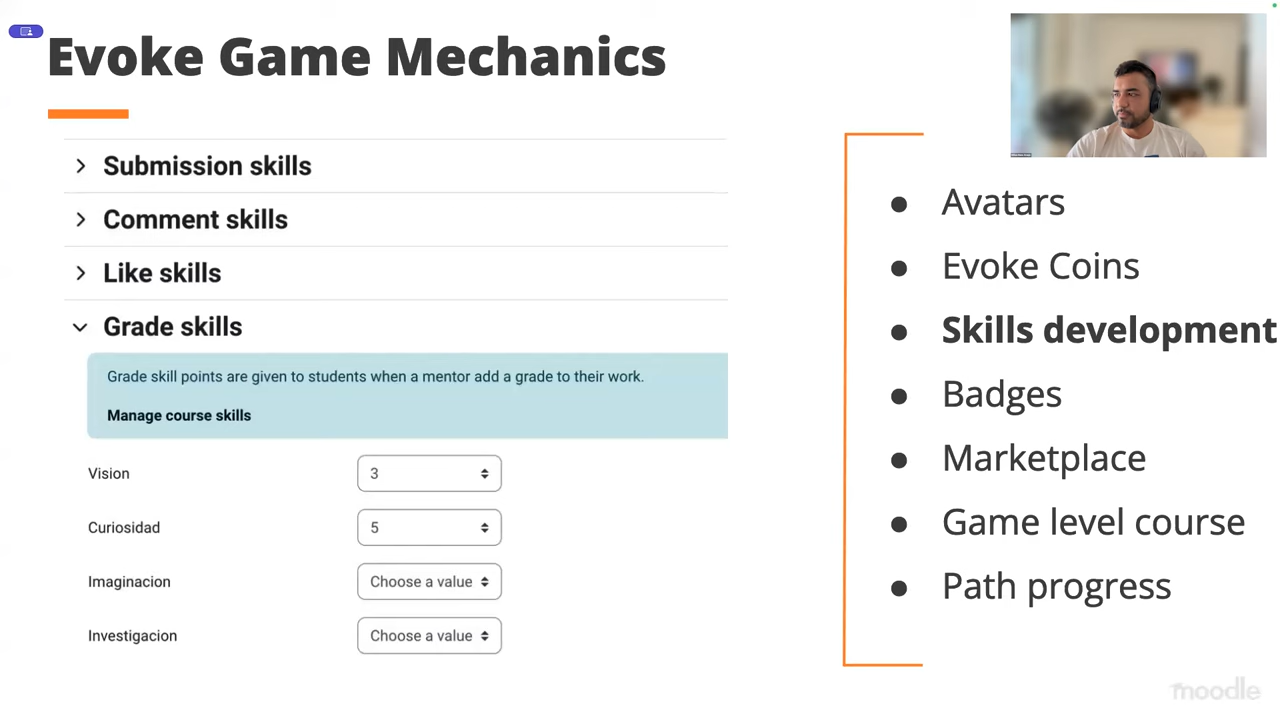 Evoke Game Mechanics
Submission skills
Comment skills
Like skills
Grade skills
Grade skill points are given to students when a mentor add a grade to their work.
Manage course skills
Vision
3
Curiosidad
5
Imaginacion
Choose a value
Investigacion
Choose a value
Avatars
Evoke Coins
Skills development
Badges
Marketplace
Game level course
Path progress
moodle